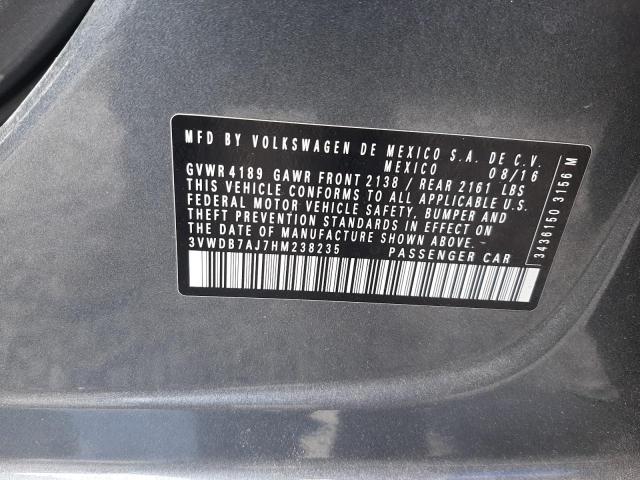 MFD BY VOLKSWAGEN DE MEXICO S.A. DE C.V.
MEXICO 08/16
GVWR 4189 GAWR FRONT 2138 / REAR 2161 LBS
THIS VEHICLE CONFORMS TO ALL APPLICABLE U.S.
FEDERAL MOTOR VEHICLE SAFETY, BUMPER AND
THEFT PREVENTION STANDARDS IN EFFECT ON
THE DATE OF MANUFACTURE SHOWN ABOVE.
3VWDB7AJ7HM238235 PASSENGER CAR
3436150 3156 M